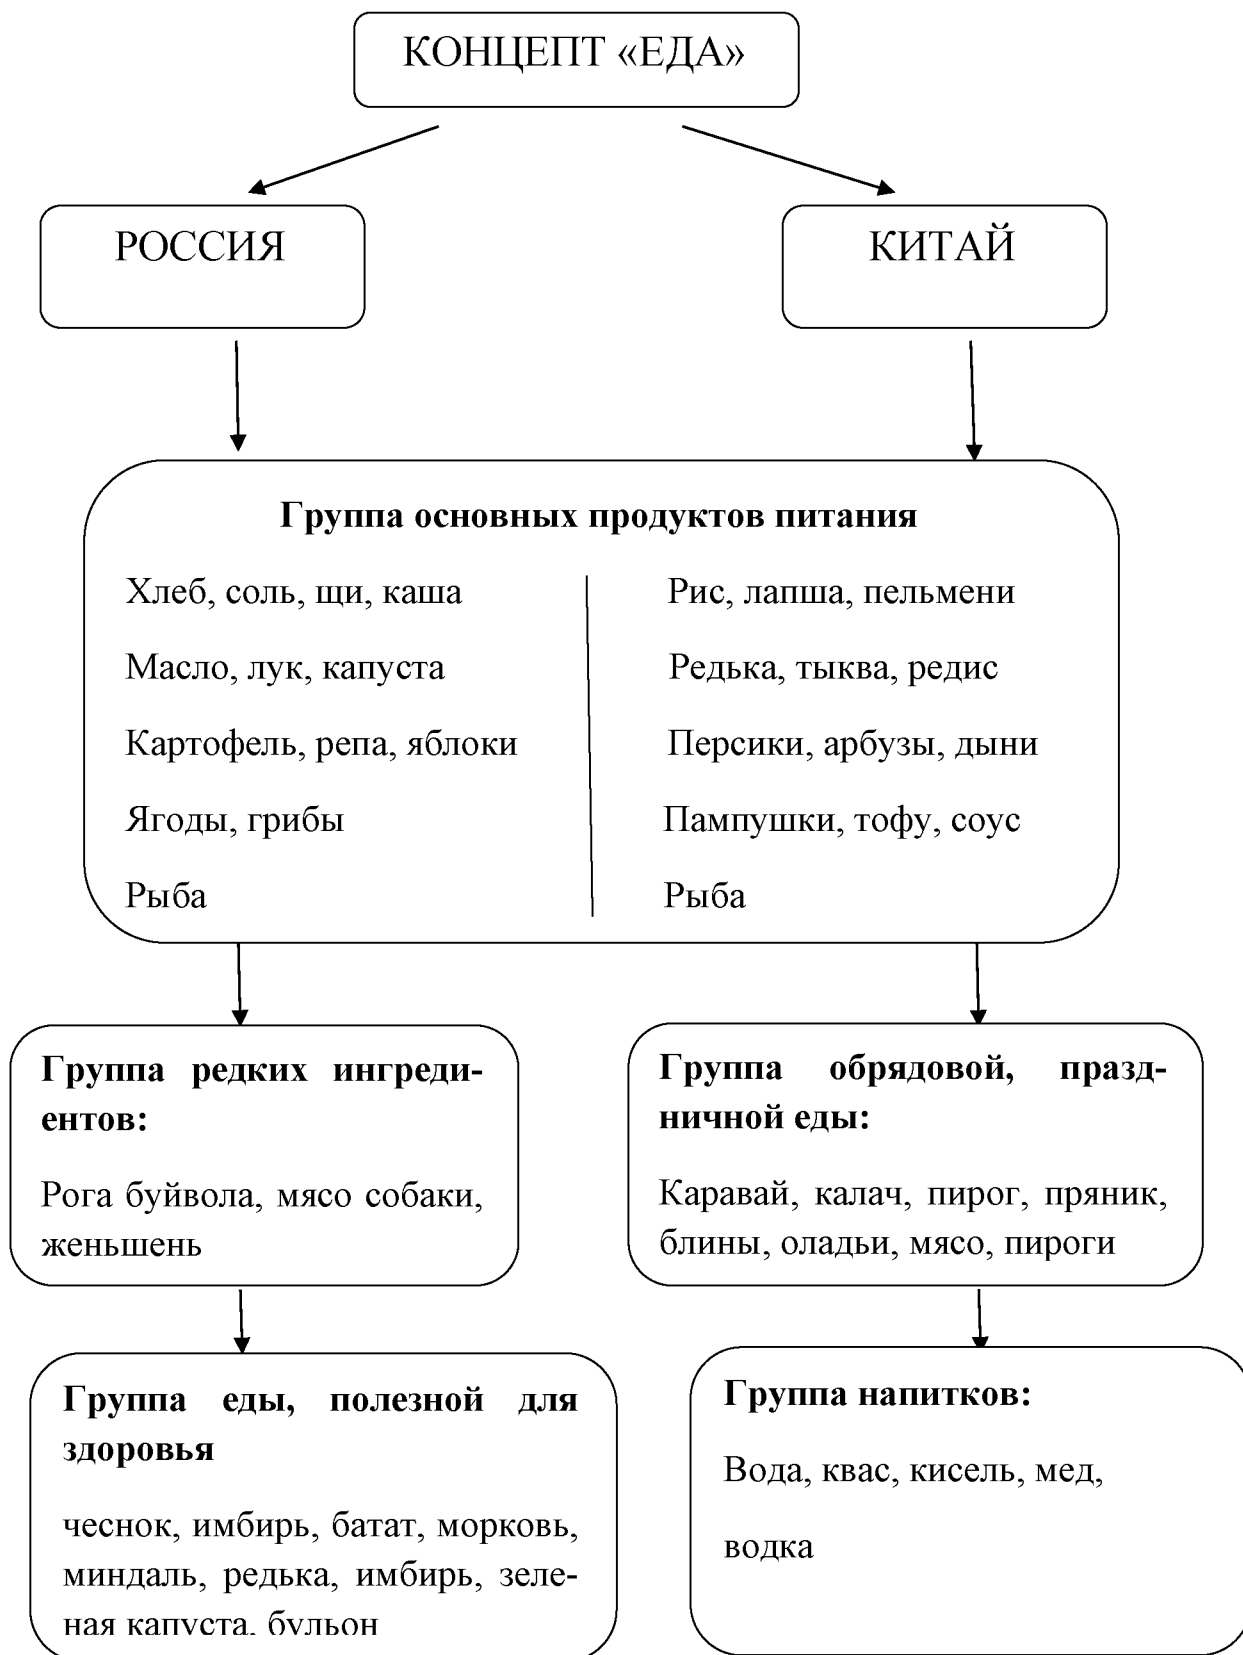 КОНЦЕПТ «ЕДА»
РОССИЯ
КИТАЙ
Группа основных продуктов питания
Хлеб, соль, щи, каша
Масло, лук, капуста
Картофель, репа, яблоки
Ягоды, грибы
Рыба
Рис, лапша, пельмени
Редька, тыква, редис
Персики, арбузы, дыни
Пампушки, тофу, соус
Рыба
Группа редких ингреди-
ентов:
Рога буйвола, мясо собаки,
женьшень
Группа обрядовой, празд-
ничной еды:
Каравай, калач, пирог, пряник,
блины, оладьи, мясо, пироги
Группа еды, полезной для
здоровья
чеснок, имбирь, батат, морковь,
миндаль, редька, имбирь, зеле-
ная капуста, бульон
Группа напитков:
Вода, квас, кисель, мед,
водка